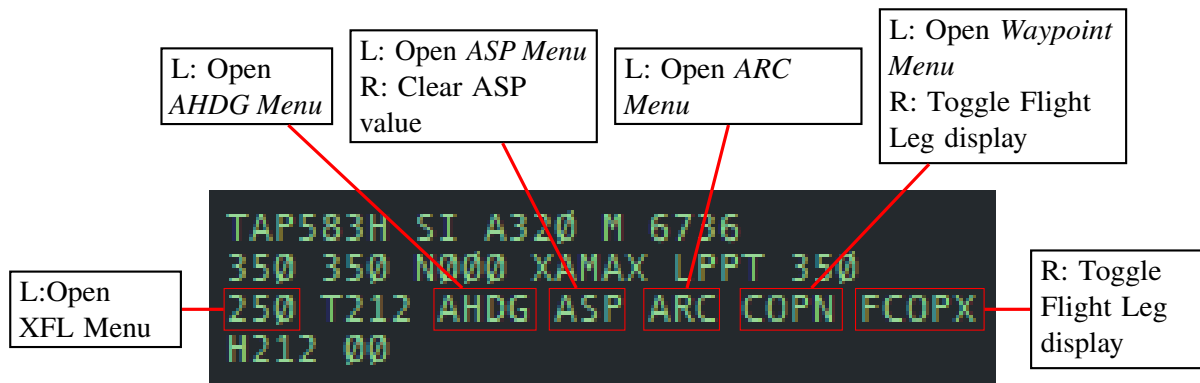 L: Open
AHDG Menu
L: Open ASP Menu
R: Clear ASP
value
L: Open ARC
Menu
L: Open Waypoint
Menu
R: Toggle Flight
Leg display
TAP583H SI A320 M 6736
350 350 N000 XAMAX LPPT 350
250 T212 AHDG ASP ARC COPN FCOPX
H212 00
L:Open
XFL Menu
R: Toggle
Flight Leg
display